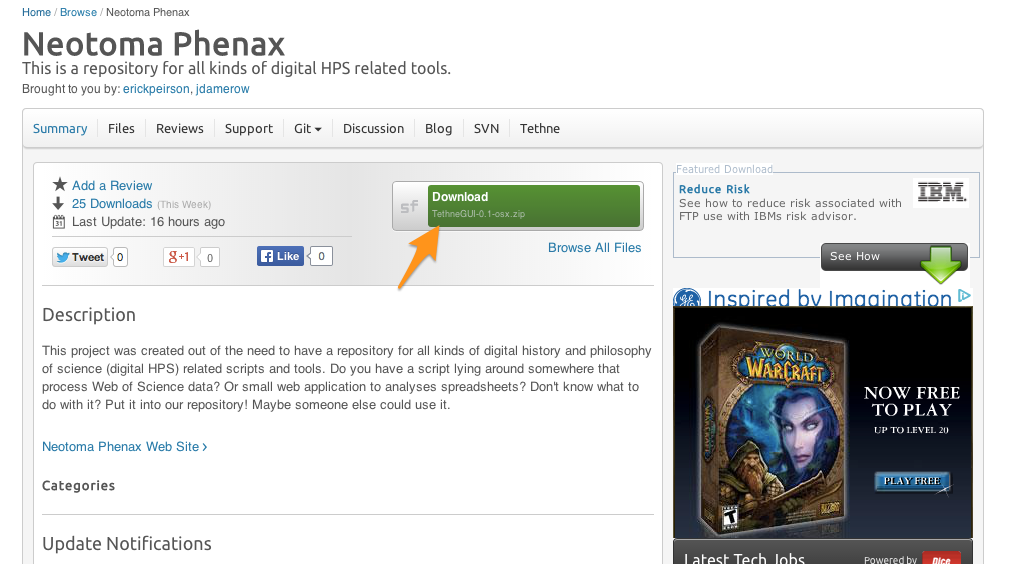 Home / Browse / Neotoma Phenax
Neotoma Phenax
This is a repository for all kinds of digital HPS related tools.
Brought to you by: erickpeirson, jdamerow
Summary Files Reviews Support Git Discussion Blog SVN Tethne
Add a Review
25 Downloads (This Week)
31 Last Update: 16 hours ago
Tweet 0 g+1 0 Like 0
sf Download
TethneGUI-0.1-osx.zip
Browse All Files
Description
This project was created out of the need to have a repository for all kinds of digital history and philosophy
of science (digital HPS) related scripts and tools. Do you have a script lying around somewhere that
process Web of Science data? Or small web application to analyses spreadsheets? Don't know what to
do with it? Put it into our repository! Maybe someone else could use it.
Neotoma Phenax Web Site ›
Categories
Update Notifications
Featured Download
Reduce Risk
IBM.
See how to reduce risk associated with
FTP use with IBMs risk advisor.
See How
Inspired by Imagination
WORLD
OF
WARCRAFT
NOW FREE
TO PLAY
UP TO LEVEL 20
PLAY FREE
T
BLIZZARD
Latest Tech Jobs Powered by Dice